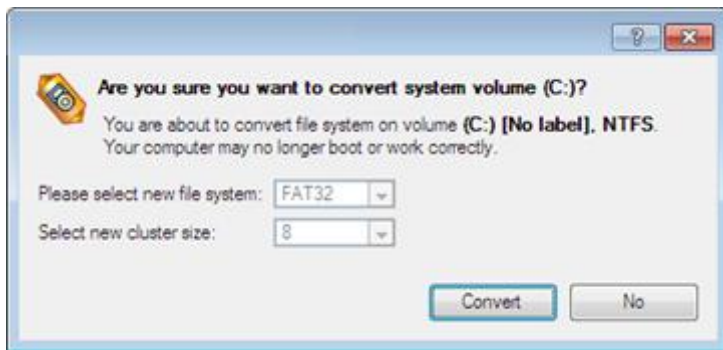 Are you sure you want to convert system volume (C:)?
You are about to convert file system on volume (C:) [No label], NTFS.
Your computer may no longer boot or work correctly.
Please select new file system: FAT32
Select new cluster size: 8
Convert No